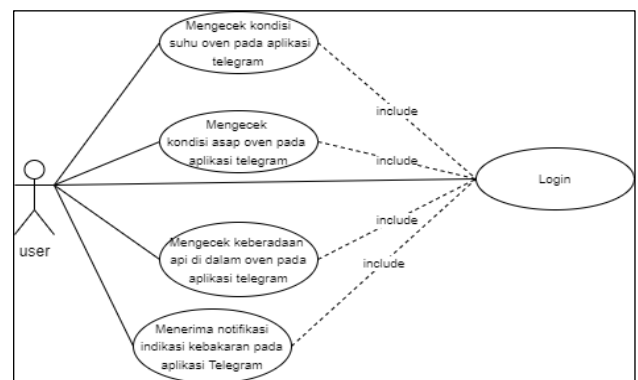 Mengecek kondisi
suhu oven pada aplikasi
telegram
include
Mengecek
kondisi asap oven pada
aplikasi telegram
include
Login
user
include
Mengecek keberadaan
api di dalam oven pada
aplikasi telegram
include
Menerima notifikasi
indikasi kebakaran pada
aplikasi Telegram